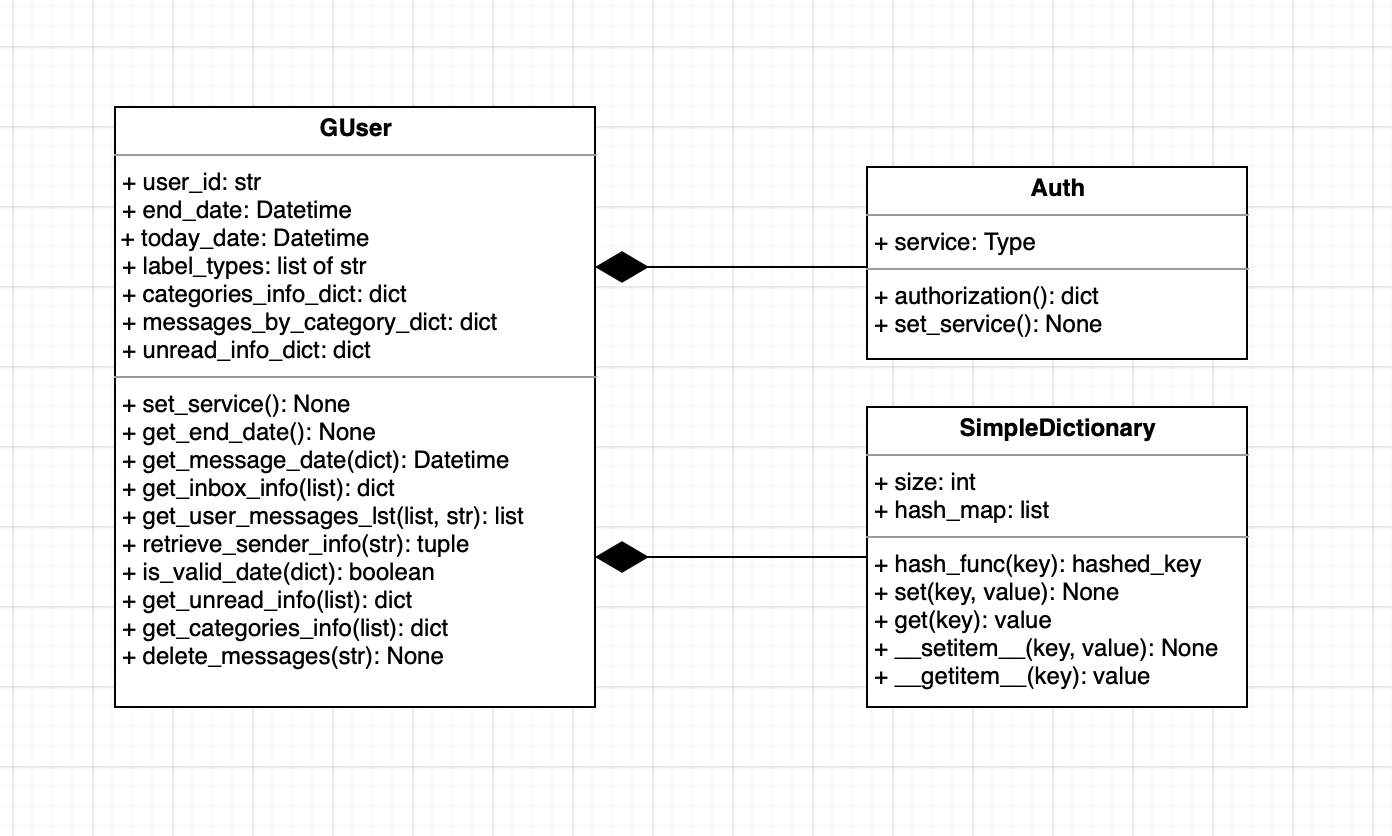 GUser
+ user_id: str
+ end_date: Datetime
+ today_date: Datetime
+ label_types: list of str
+ categories_info_dict: dict
+ messages_by_category_dict: dict
+ unread_info_dict: dict
+ set_service(): None
+ get_end_date(): None
+ get_message_date(dict): Datetime
+ get_inbox_info(list): dict
+ get_user_messages_lst(list, str): list
+ retrieve_sender_info(str): tuple
+ is_valid_date(dict): boolean
+ get_unread_info(list): dict
+ get_categories_info(list): dict
+ delete_messages(str): None
Auth
+ service: Type
+ authorization(): dict
+ set_service(): None
SimpleDictionary
+ size: int
+ hash_map: list
+ hash_func(key): hashed_key
+ set(key, value): None
+ get(key): value
+ __setitem__(key, value): None
+ __getitem__(key): value